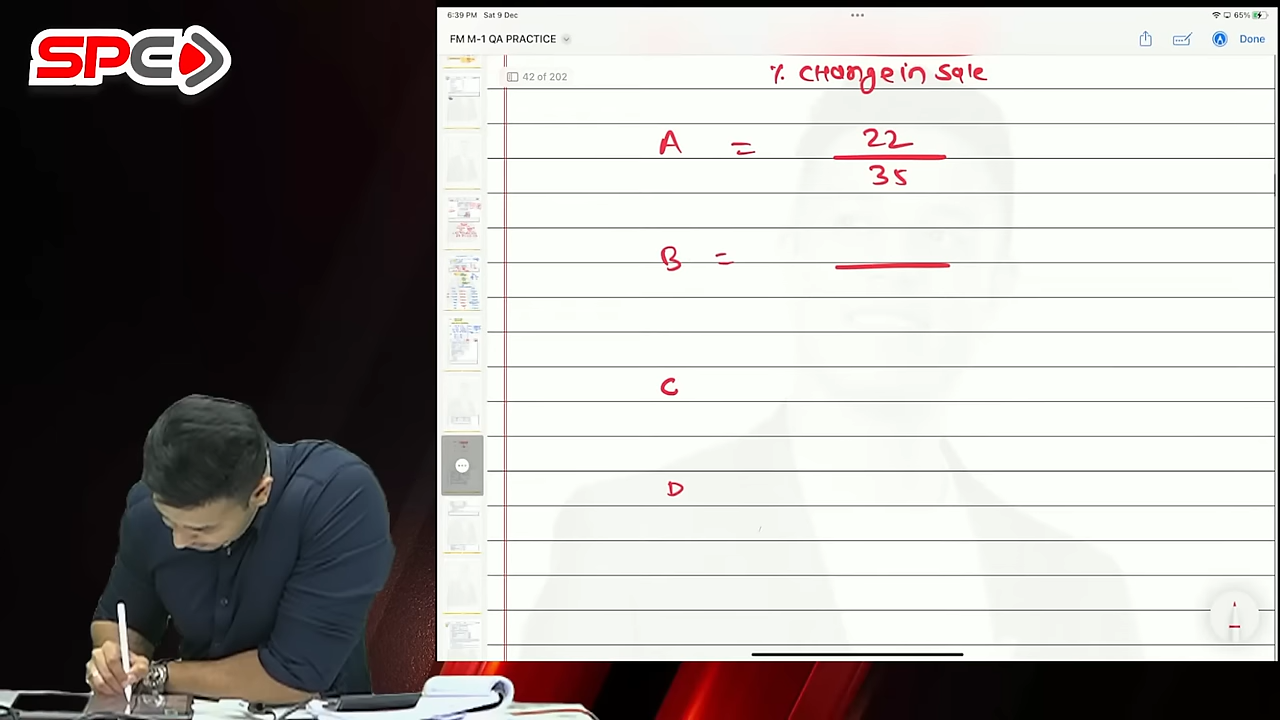 SPC
6:39 PM Sat 9 Dec
65%
FM M-1 QA PRACTICE
Done
42 of 202
% change in sale
A = 22
35
B =
C
D